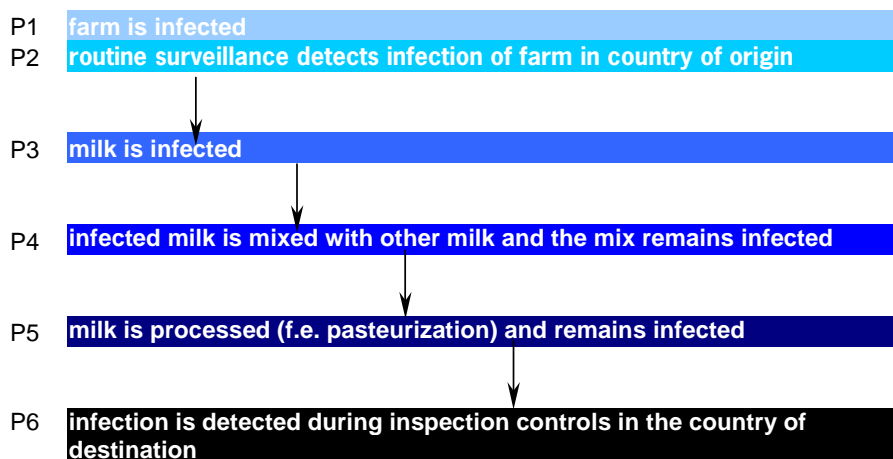 P1 farm is infected
P2 routine surveillance detects infection of farm in country of origin
P3 milk is infected
P4 infected milk is mixed with other milk and the mix remains infected
P5 milk is processed (f.e. pasteurization) and remains infected
P6 infection is detected during inspection controls in the country of
destination